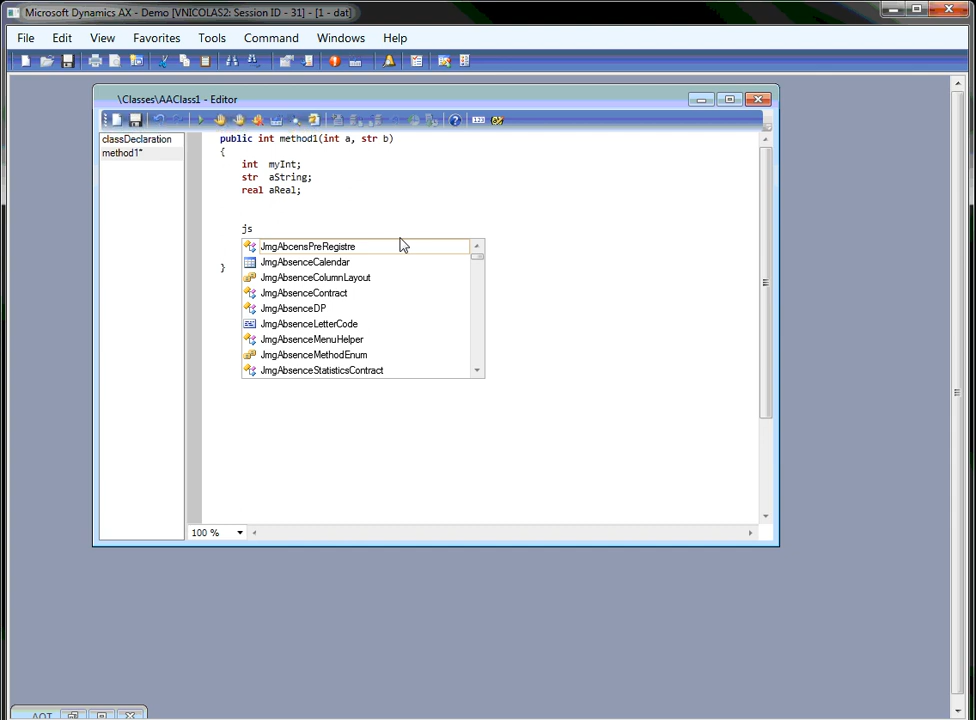 Microsoft Dynamics AX - Demo [VNICOLAS2: Session ID - 31] - [1 - dat]
File Edit View Favorites Tools Command Windows Help
\Classes\AAClass1 - Editor
classDeclaration
method1*
public int method1(int a, str b)
{
int myInt;
str aString;
real aReal;
js
JmgAbcensPreRegistre
JmgAbsenceCalendar
JmgAbsenceColumnLayout
JmgAbsenceContract
JmgAbsenceDP
JmgAbsenceLetterCode
JmgAbsenceMenuHelper
JmgAbsenceMethodEnum
JmgAbsenceStatisticsContract
}
100 %
AOT